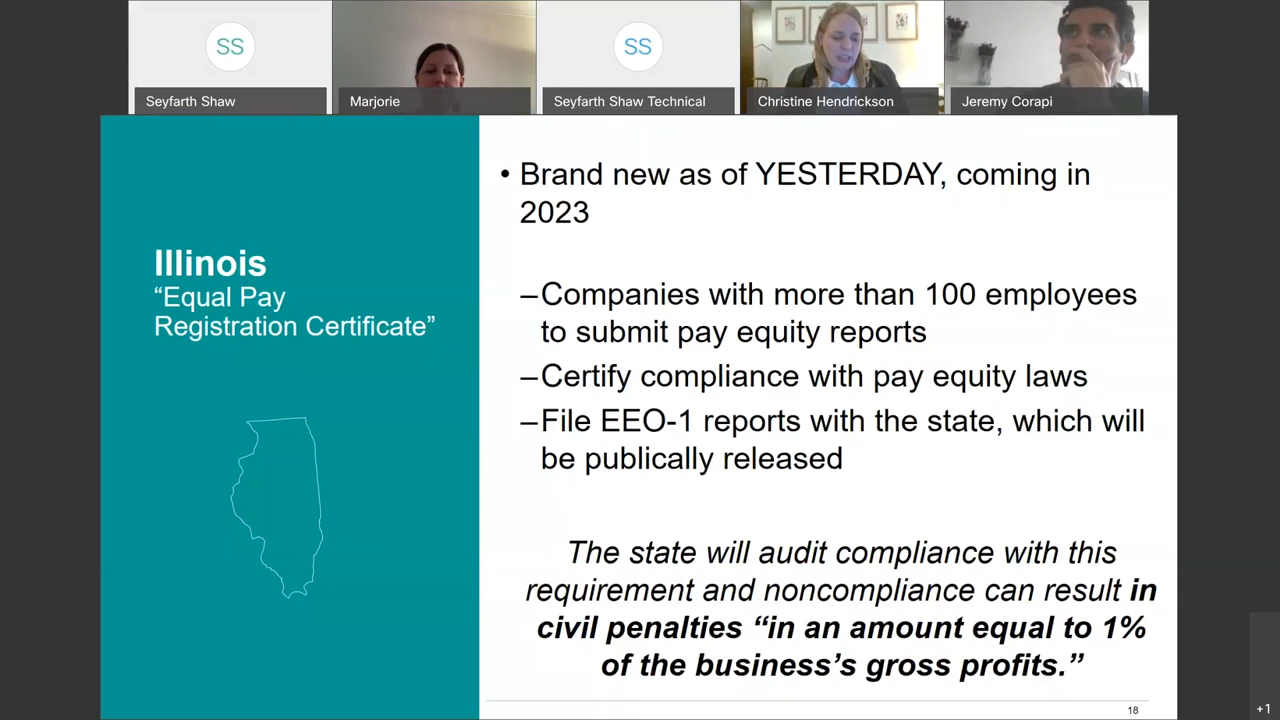 SS
SS
Seyfarth Shaw
Marjorie
Seyfarth Shaw Technical
Christine Hendrickson
Jeremy Corapi
Illinois
“Equal Pay
Registration Certificate”
• Brand new as of YESTERDAY, coming in
2023
–Companies with more than 100 employees
to submit pay equity reports
–Certify compliance with pay equity laws
–File EEO-1 reports with the state, which will
be publically released
The state will audit compliance with this
requirement and noncompliance can result in
civil penalties “in an amount equal to 1%
of the business’s gross profits.”
18
+1